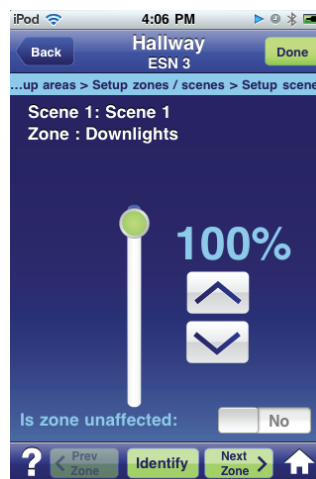 iPod 4:06 PM
Back Hallway Done
ESN 3
...up areas > Setup zones / scenes > Setup scene
Scene 1: Scene 1
Zone : Downlights
100%
Is zone unaffected: No
? Prev Zone Identify Next Zone